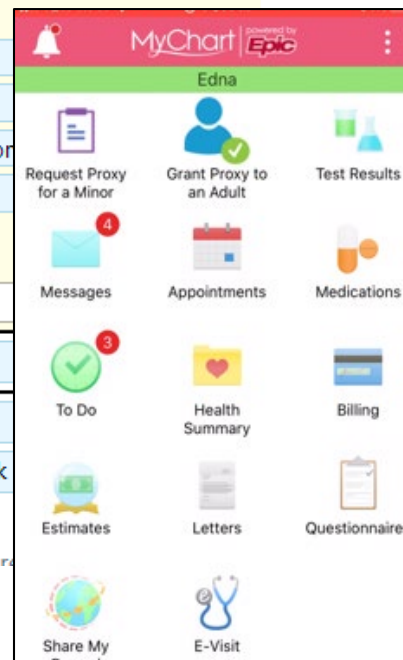 MyChart powered by Epic
Edna
Request Proxy for a Minor
Grant Proxy to an Adult
Test Results
4
Messages
Appointments
Medications
3
To Do
Health Summary
Billing
Estimates
Letters
Questionnaire
Share My
E-Visit